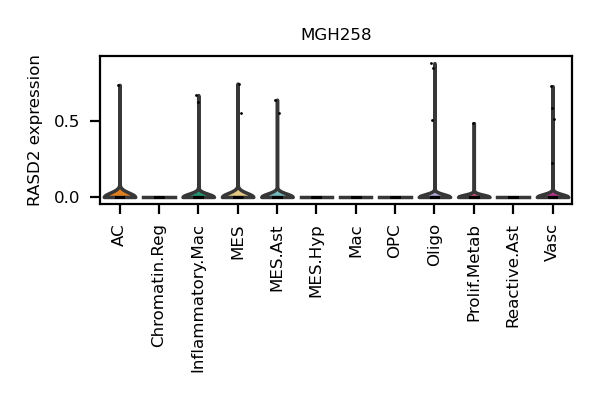 MGH258
RASD2 expression
0.5
0.0
AC
Chromatin.Reg
Inflammatory.Mac
MES
MES.Ast
MES.Hyp
Mac
OPC
Oligo
Prolif.Metab
Reactive.Ast
Vasc